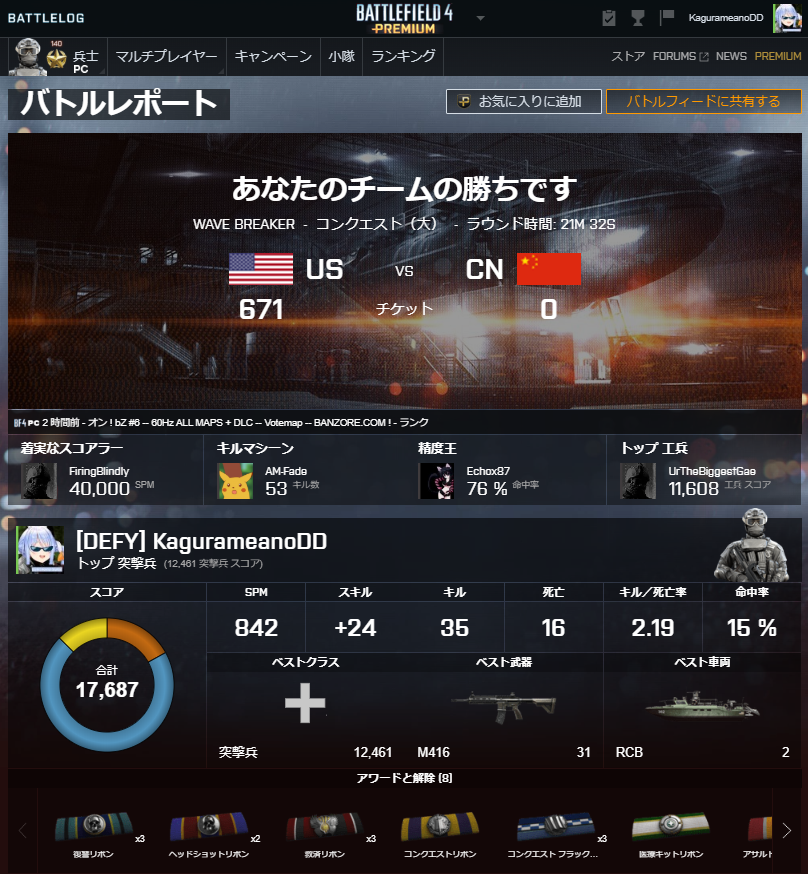 BATTLELOG
BATTLEFIELD 4
PREMIUM
KagurameanoDD
140
兵士
PC
マルチプレイヤー
キャンペーン
小隊
ランキング
ストア
FORUMS
NEWS
PREMIUM
バトルレポート
お気に入りに追加
バトルフィードに共有する
あなたのチームの勝ちです
WAVE BREAKER - コンクエスト（大） - ラウンド時間: 21M 32S
US VS CN
671 チケット 0
BF4 PC 2 時間前 - オン ! bZ #6 -- 60Hz ALL MAPS + DLC -- Votemap -- BANZORE.COM ! - ランク
着実なスコアラー
FiringBlindly
40,000 SPM
キルマシーン
AM-Fade
53 キル数
精度王
Echox87
76 % 命中率
トップ 工兵
UrTheBiggestGae
11,608 工兵 スコア
[DEFY] KagurameanoDD
トップ 突撃兵 (12,461 突撃兵 スコア)
スコア
合計
17,687
SPM
842
スキル
+24
キル
35
死亡
16
キル／死亡率
2.19
命中率
15 %
ベストクラス
突撃兵 12,461
ベスト武器
M416 31
ベスト車両
RCB 2
アワードと解除 (8)
x3
復讐リボン
x2
ヘッドショットリボン
x3
救済リボン
コンクエストリボン
x3
コンクエスト フラック...
医療キットリボン
アサルト